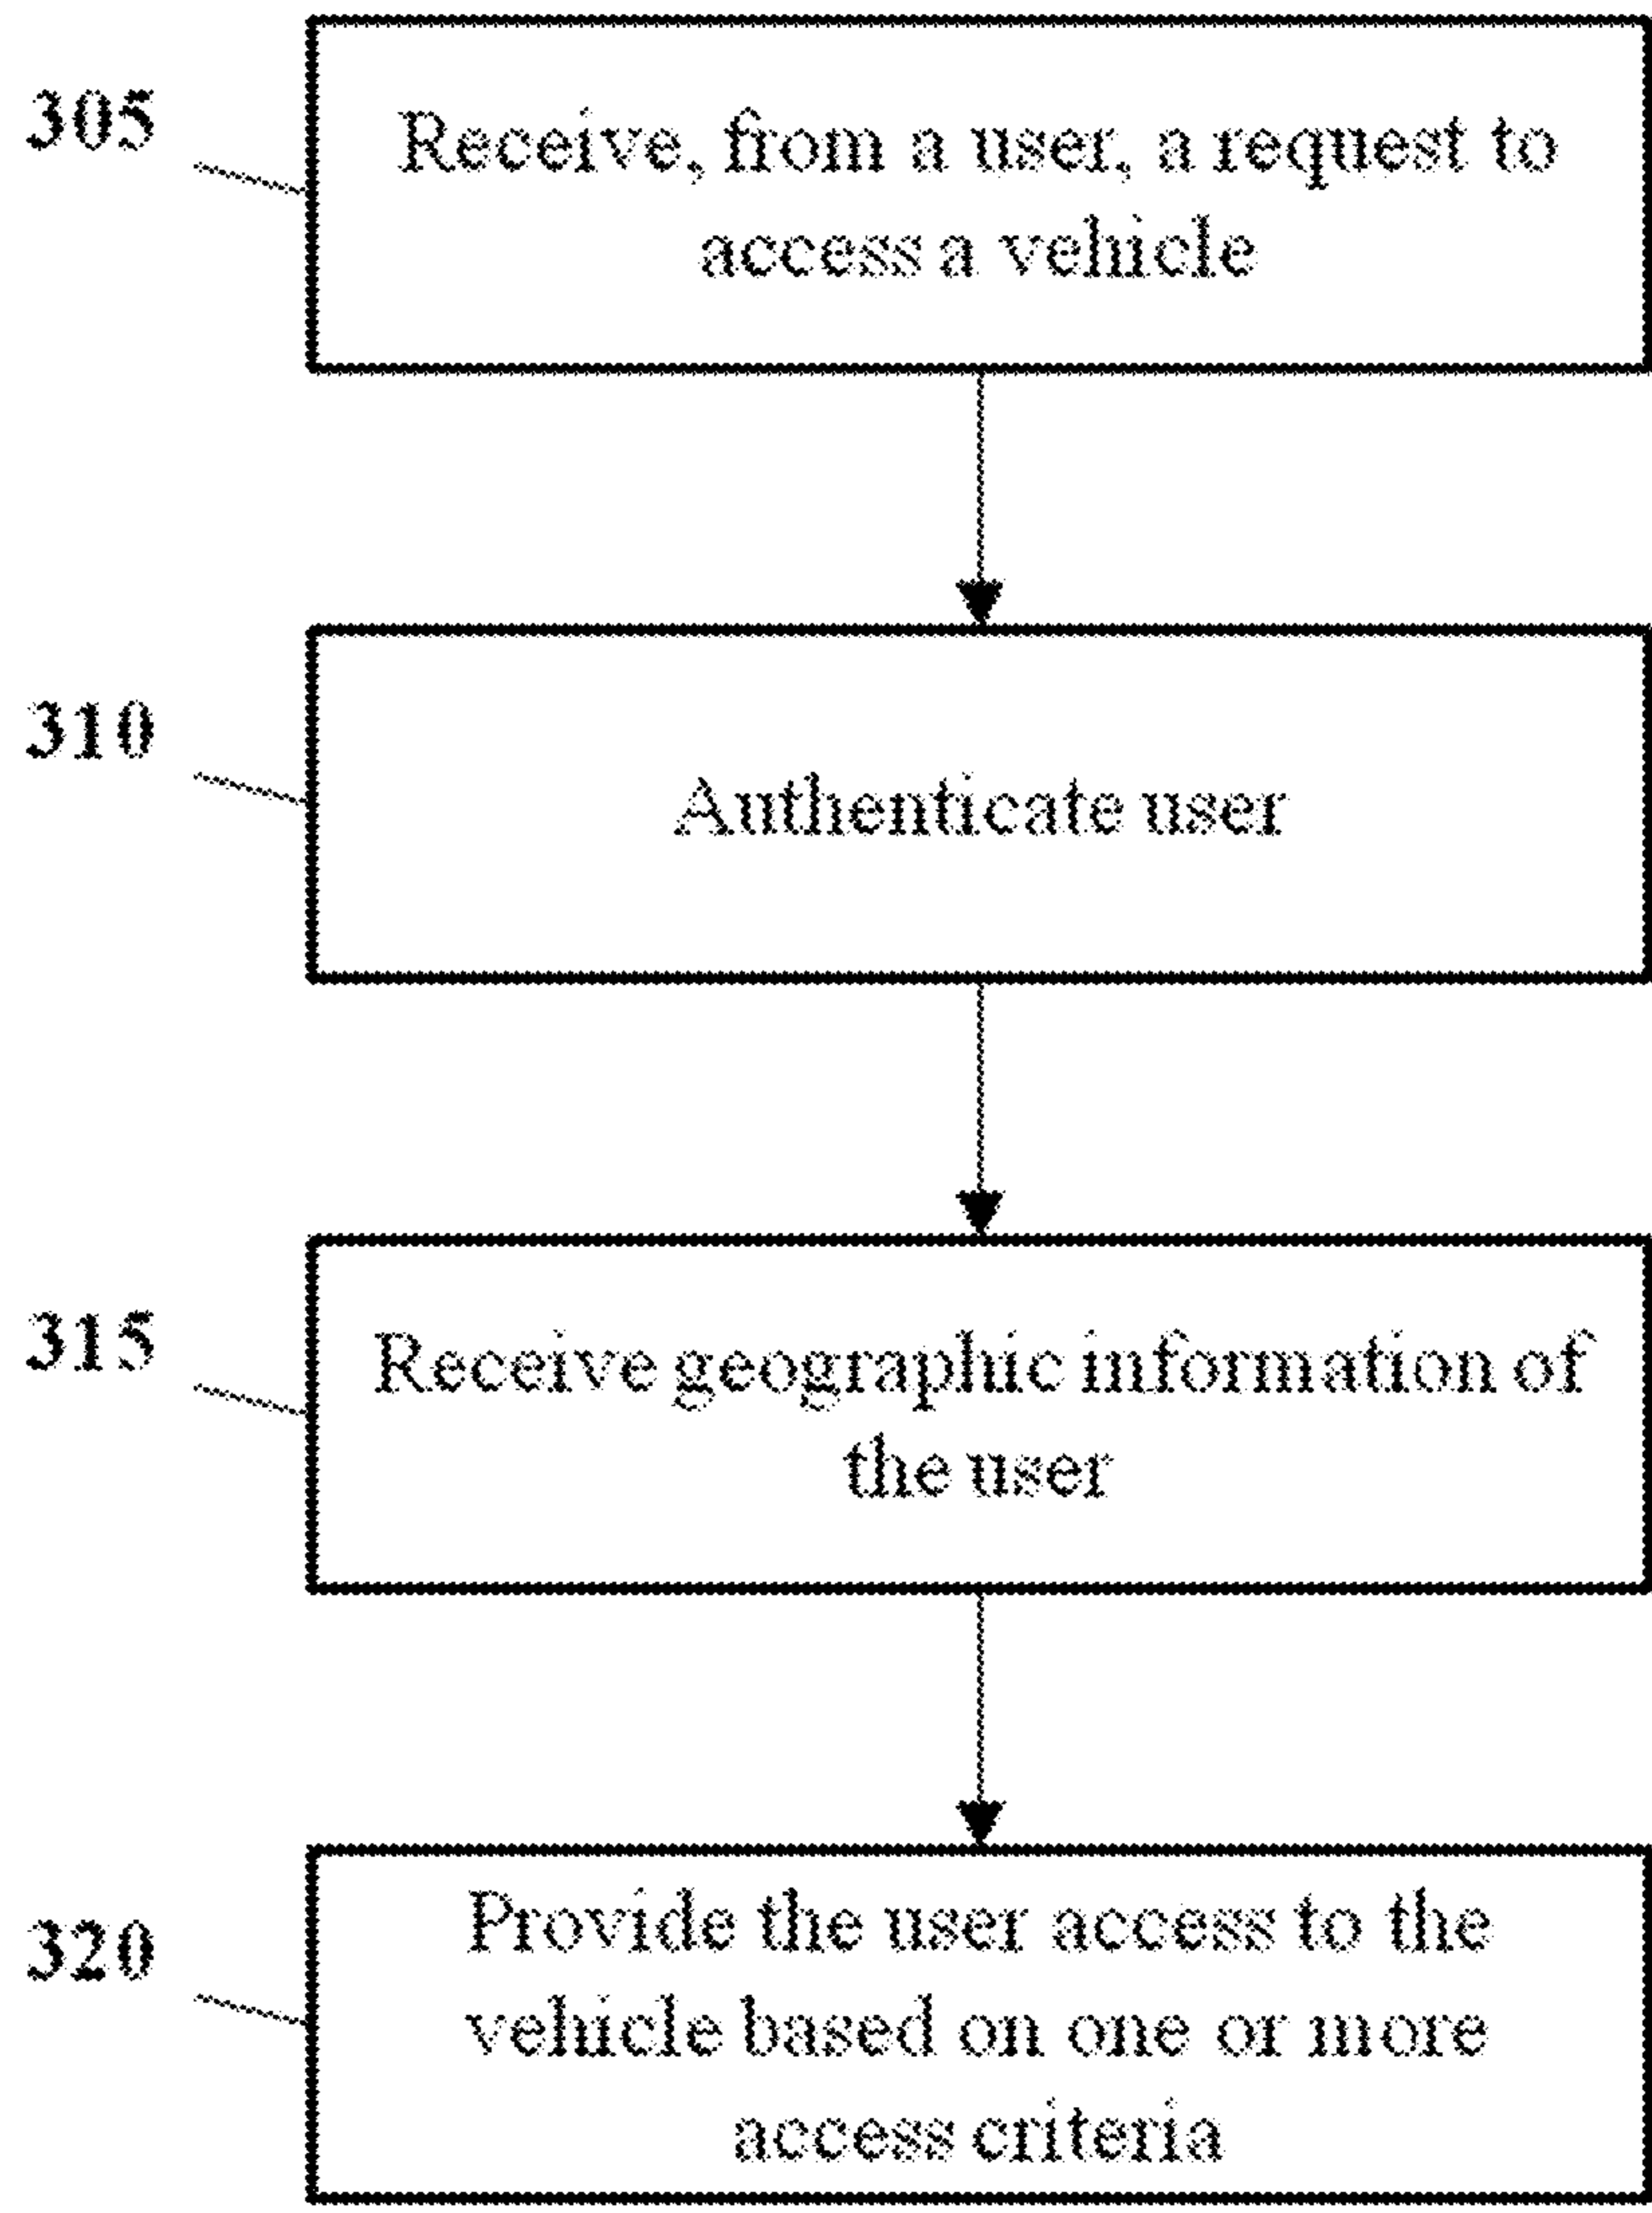 305
Receive, from a user, a request to
access a vehicle
310
Authenticate user
315
Receive geographic information of
the user
320
Provide the user access to the
vehicle based on one or more
access criteria